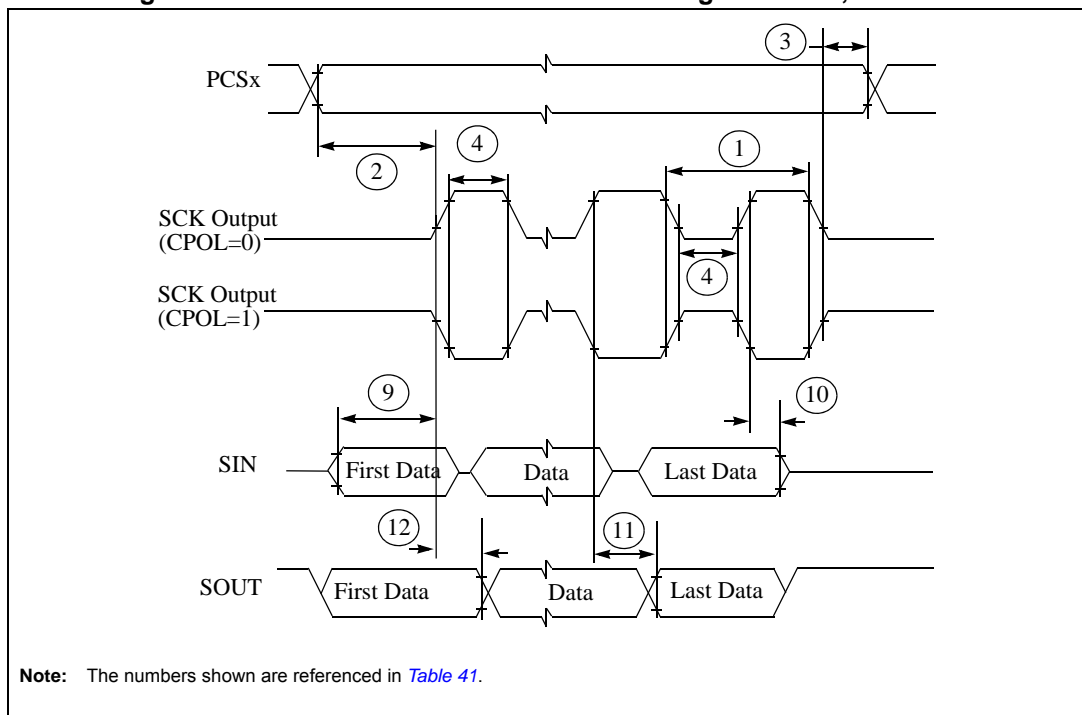 3
PCSx
2
4
1
SCK Output
(CPOL=0)
4
SCK Output
(CPOL=1)
9
10
SIN
First Data
Data
Last Data
12
11
SOUT
First Data
Data
Last Data
Note: The numbers shown are referenced in Table 41.